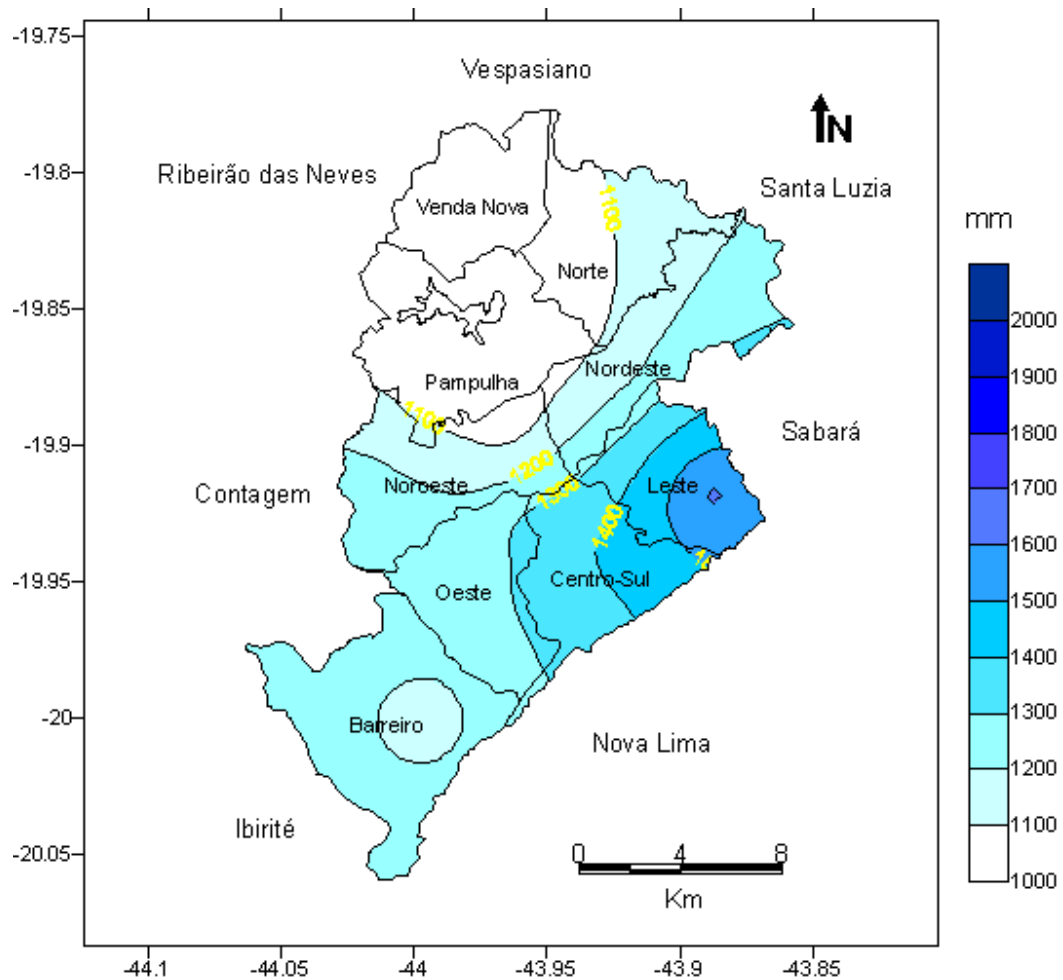 -19.75
Vespasiano
N
Ribeirão das Neves
-19.8
Santa Luzia
Venda Nova
1100
mm
Norte
-19.85
2000
Nordeste
Pampulha
1900
1100
-19.9
Sabará
1800
1200
Contagem
Noroeste
1300
Leste
1700
1400
1600
-19.95
Centro-Sul
Oeste
1500
1400
-20
Barreiro
Nova Lima
1300
1200
Ibirité
1100
-20.05
0 4 8
1000
Km
-44.1 -44.05 -44 -43.95 -43.9 -43.85